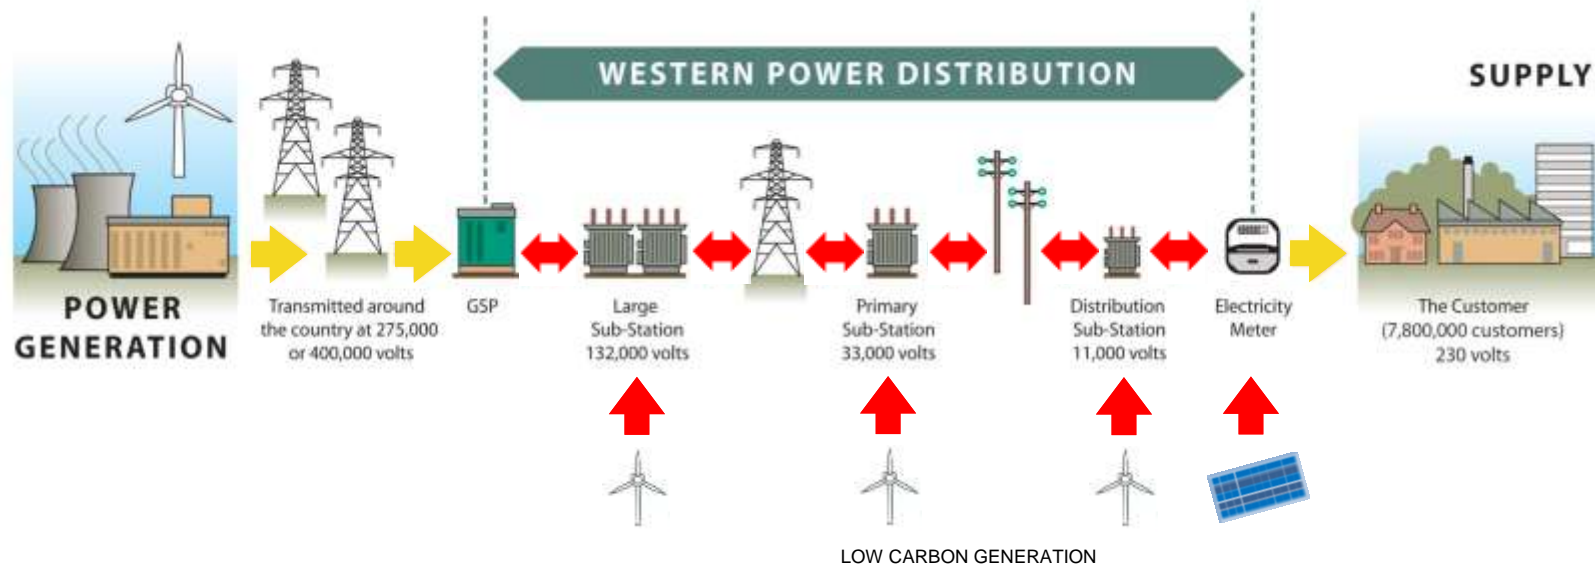 WESTERN POWER DISTRIBUTION
SUPPLY
POWER
GENERATION
Transmitted around
the country at 275,000
or 400,000 volts
GSP
Large
Sub-Station
132,000 volts
Primary
Sub-Station
33,000 volts
Distribution
Sub-Station
11,000 volts
Electricity
Meter
The Customer
(7,800,000 customers)
230 volts
LOW CARBON GENERATION